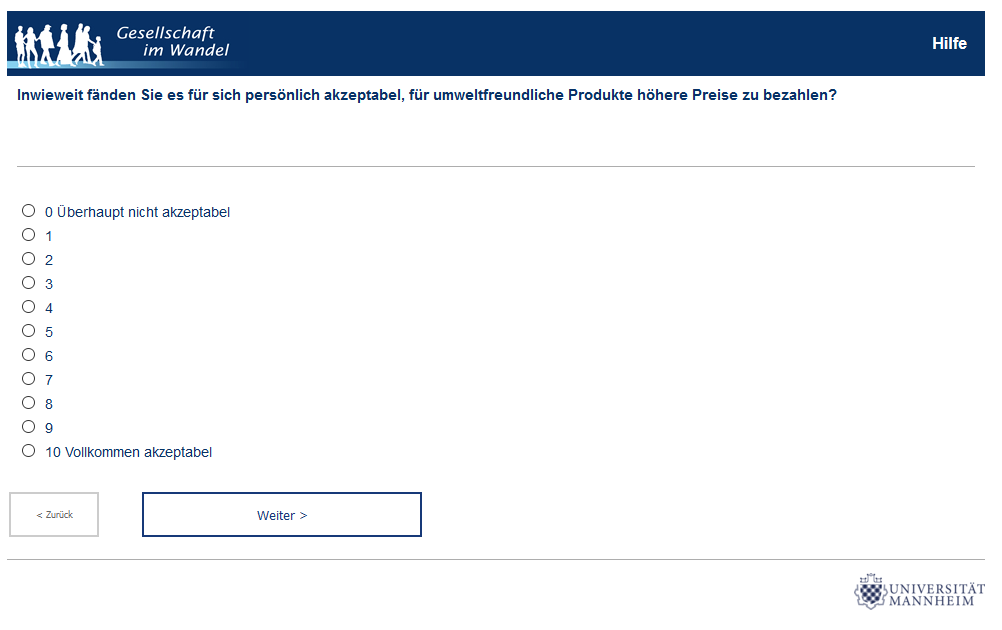 Gesellschaft
im Wandel
Hilfe
Inwieweit fänden Sie es für sich persönlich akzeptabel, für umweltfreundliche Produkte höhere Preise zu bezahlen?
0 Überhaupt nicht akzeptabel
1
2
3
4
5
6
7
8
9
10 Vollkommen akzeptabel
< Zurück
Weiter >
UNIVERSITÄT
MANNHEIM